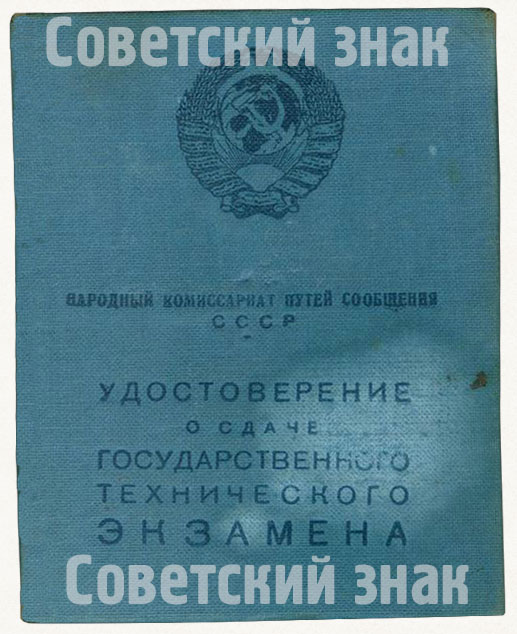 Советский знак
НАРОДНЫЙ КОМИССАРИАТ ПУТЕЙ СООБЩЕНИЯ
СССР
УДОСТОВЕРЕНИЕ
О СДАЧЕ
ГОСУДАРСТВЕННОГО
ТЕХНИЧЕСКОГО
ЭКЗАМЕНА
Советский знак